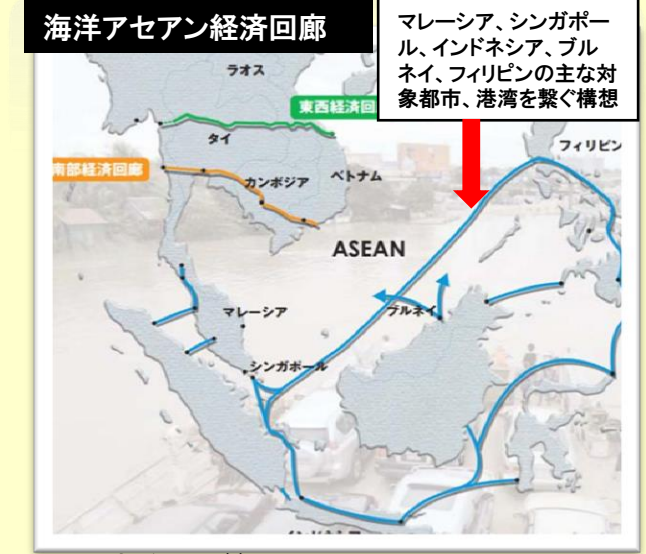 海洋アセアン経済回廊
マレーシア、シンガポー
ル、インドネシア、ブル
ネイ、フィリピンの主な対
象都市、港湾を繋ぐ構想
ラオス
東西経済回
タイ
フィリピン
南部経済回廊
カンボジア
ベトナム
ASEAN
マレーシア
ブルネイ
シンガポール